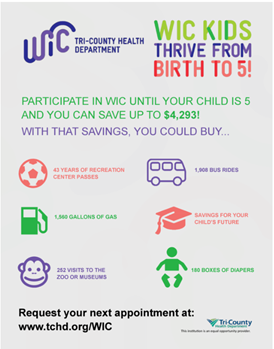 WiC TRI-COUNTY HEALTH
DEPARTMENT
WIC KIDS
THRIVE FROM
BIRTH TO 5!
PARTICIPATE IN WIC UNTIL YOUR CHILD IS 5
AND YOU CAN SAVE UP TO $4,293!
WITH THAT SAVINGS, YOU COULD BUY...
43 YEARS OF RECREATION
CENTER PASSES
1,908 BUS RIDES
1,560 GALLONS OF GAS
SAVINGS FOR YOUR
CHILD'S FUTURE
252 VISITS TO THE
ZOO OR MUSEUMS
180 BOXES OF DIAPERS
Request your next appointment at:
www.tchd.org/WIC
Tri-County
Health Department
This institution is an equal opportunity provider.